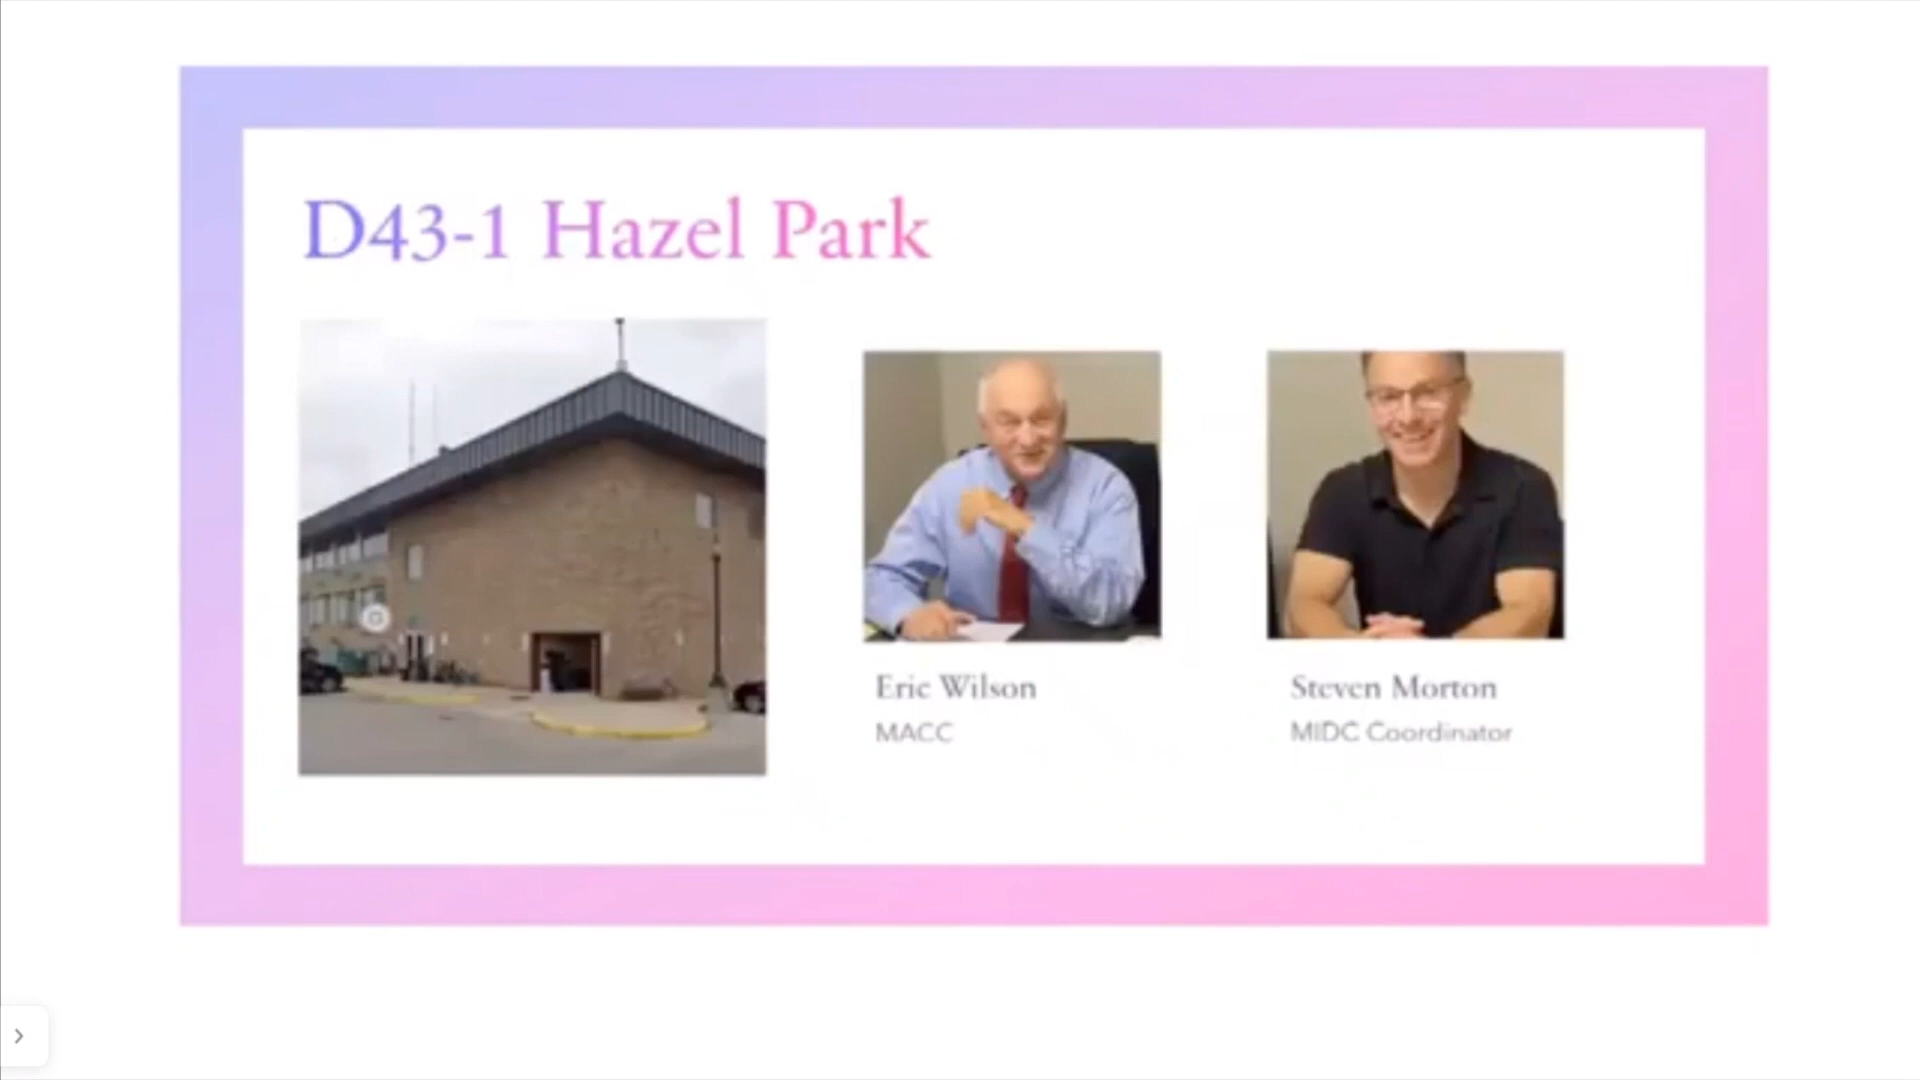 D43-1 Hazel Park
Eric Wilson
MACC
Steven Morton
MIDC Coordinator